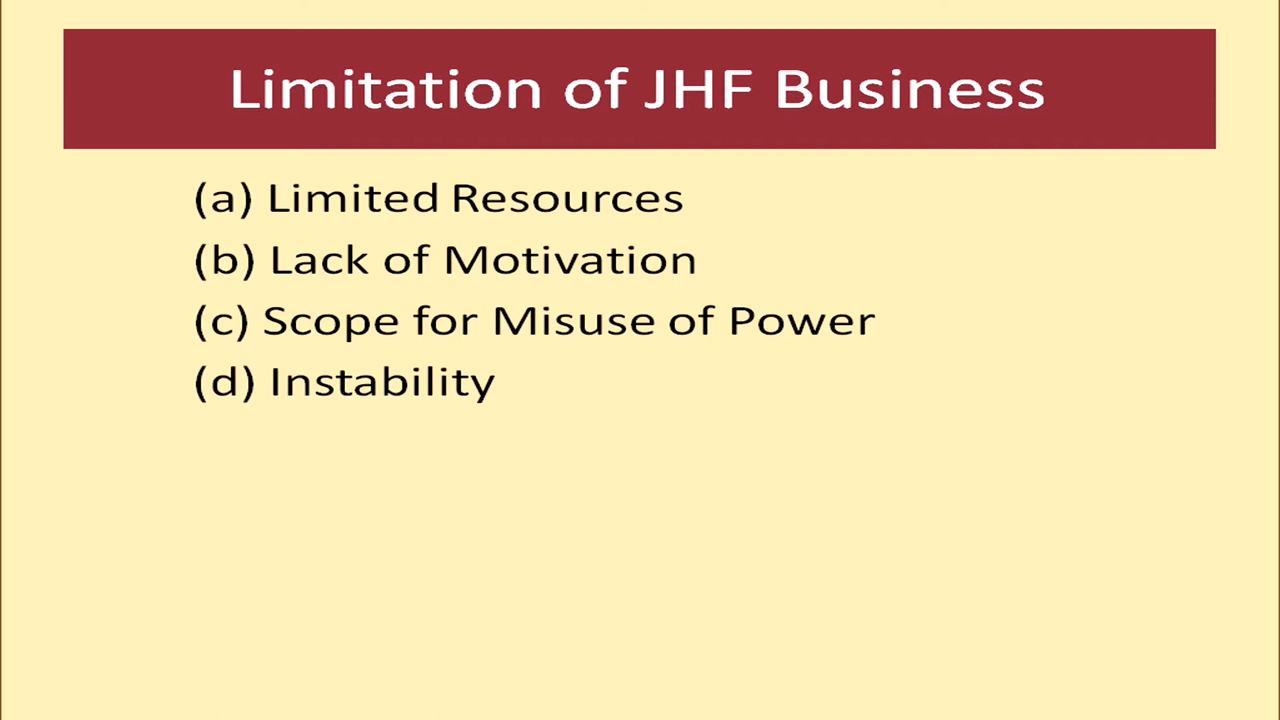 Limitation of JHF Business
(a) Limited Resources
(b) Lack of Motivation
(c) Scope for Misuse of Power
(d) Instability